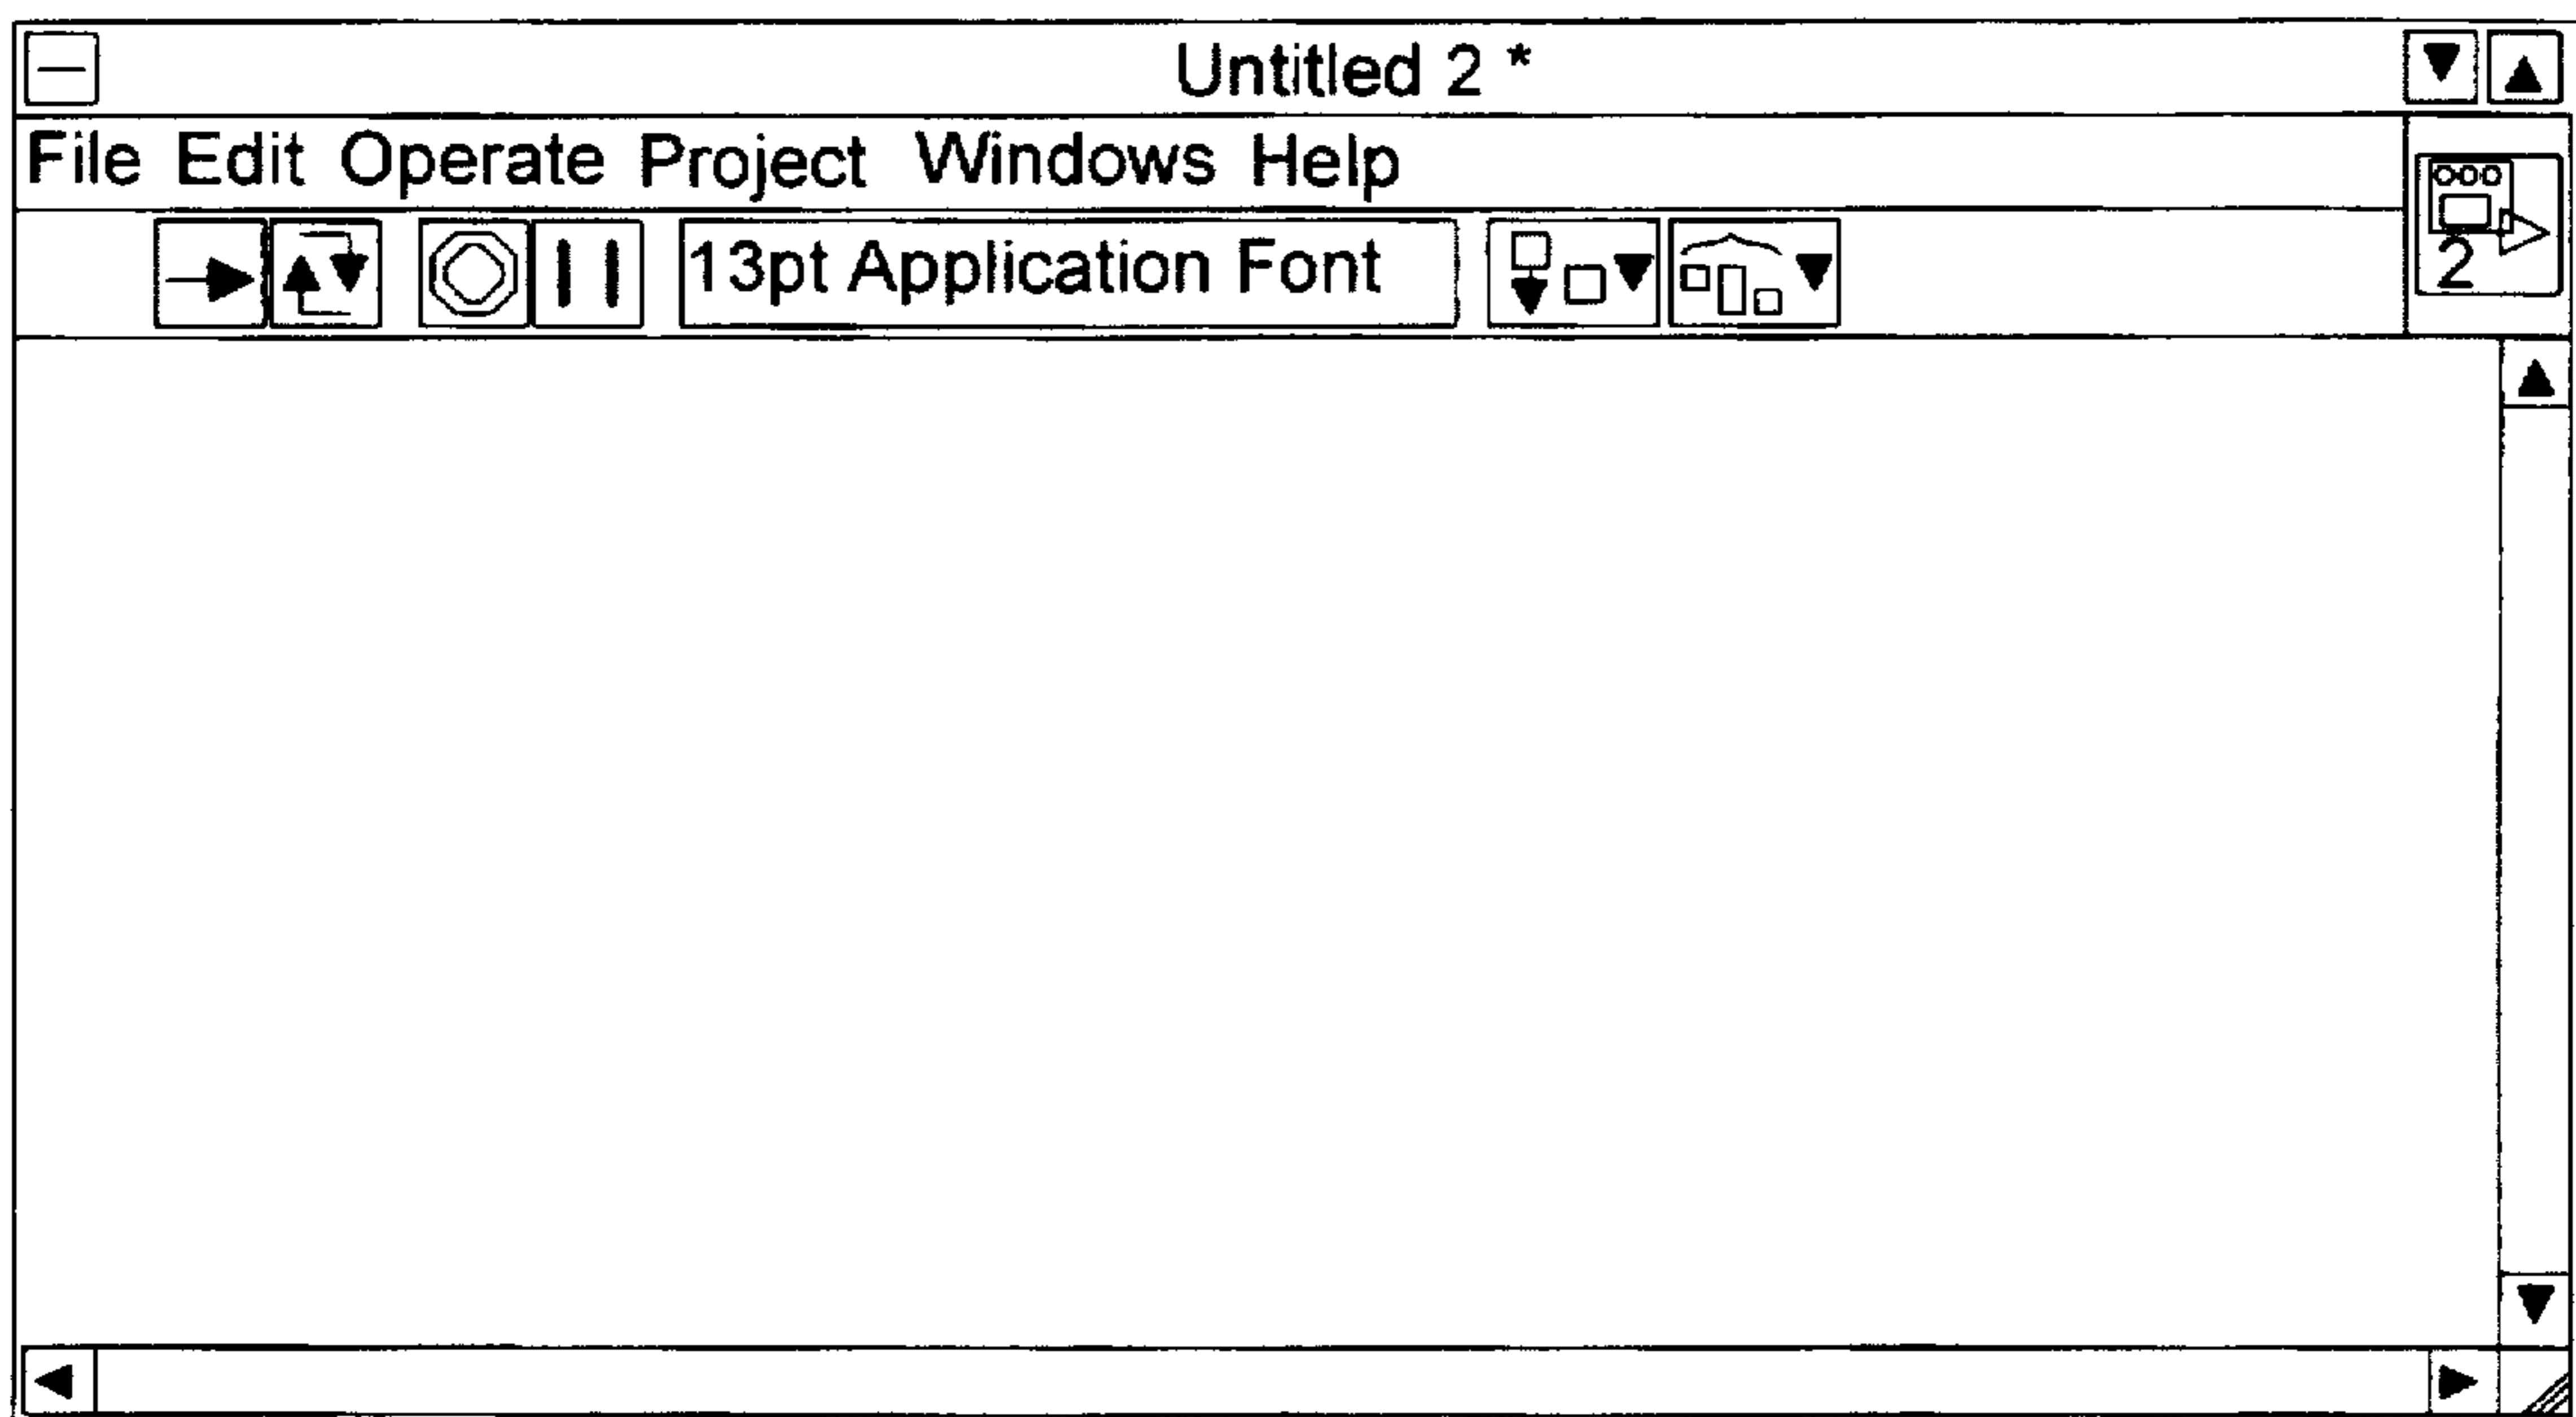 Untitled 2 *
File Edit Operate Project Windows Help
13pt Application Font
2